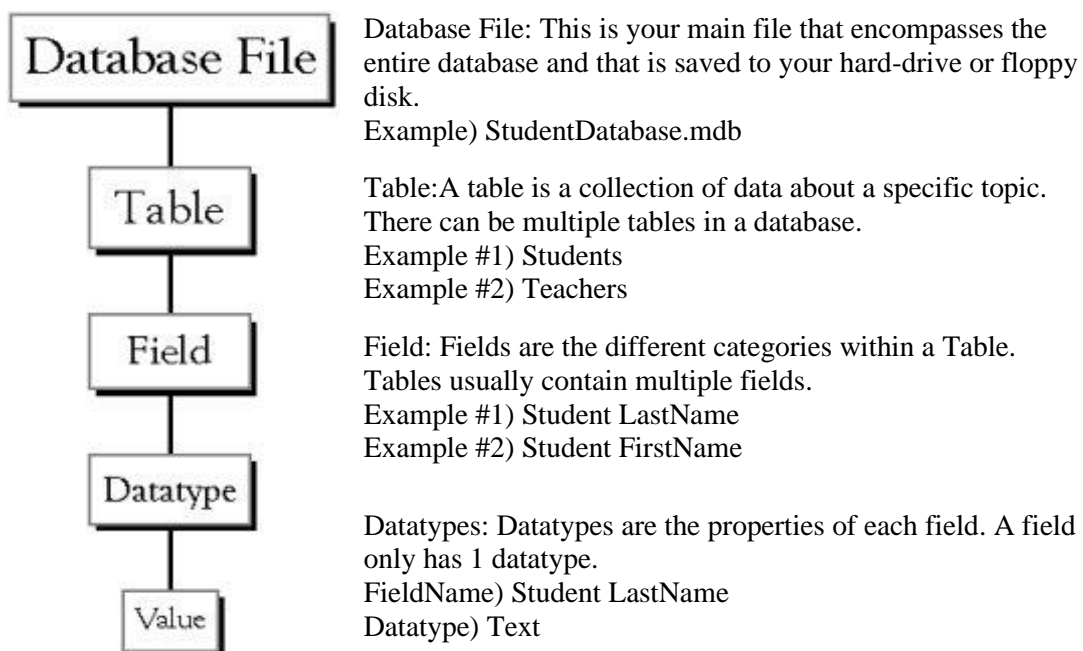 Database File
Database File: This is your main file that encompasses the
entire database and that is saved to your hard-drive or floppy
disk.
Example) StudentDatabase.mdb
Table
Table:A table is a collection of data about a specific topic.
There can be multiple tables in a database.
Example #1) Students
Example #2) Teachers
Field
Field: Fields are the different categories within a Table.
Tables usually contain multiple fields.
Example #1) Student LastName
Example #2) Student FirstName
Datatype
Datatypes: Datatypes are the properties of each field. A field
only has 1 datatype.
FieldName) Student LastName
Datatype) Text
Value